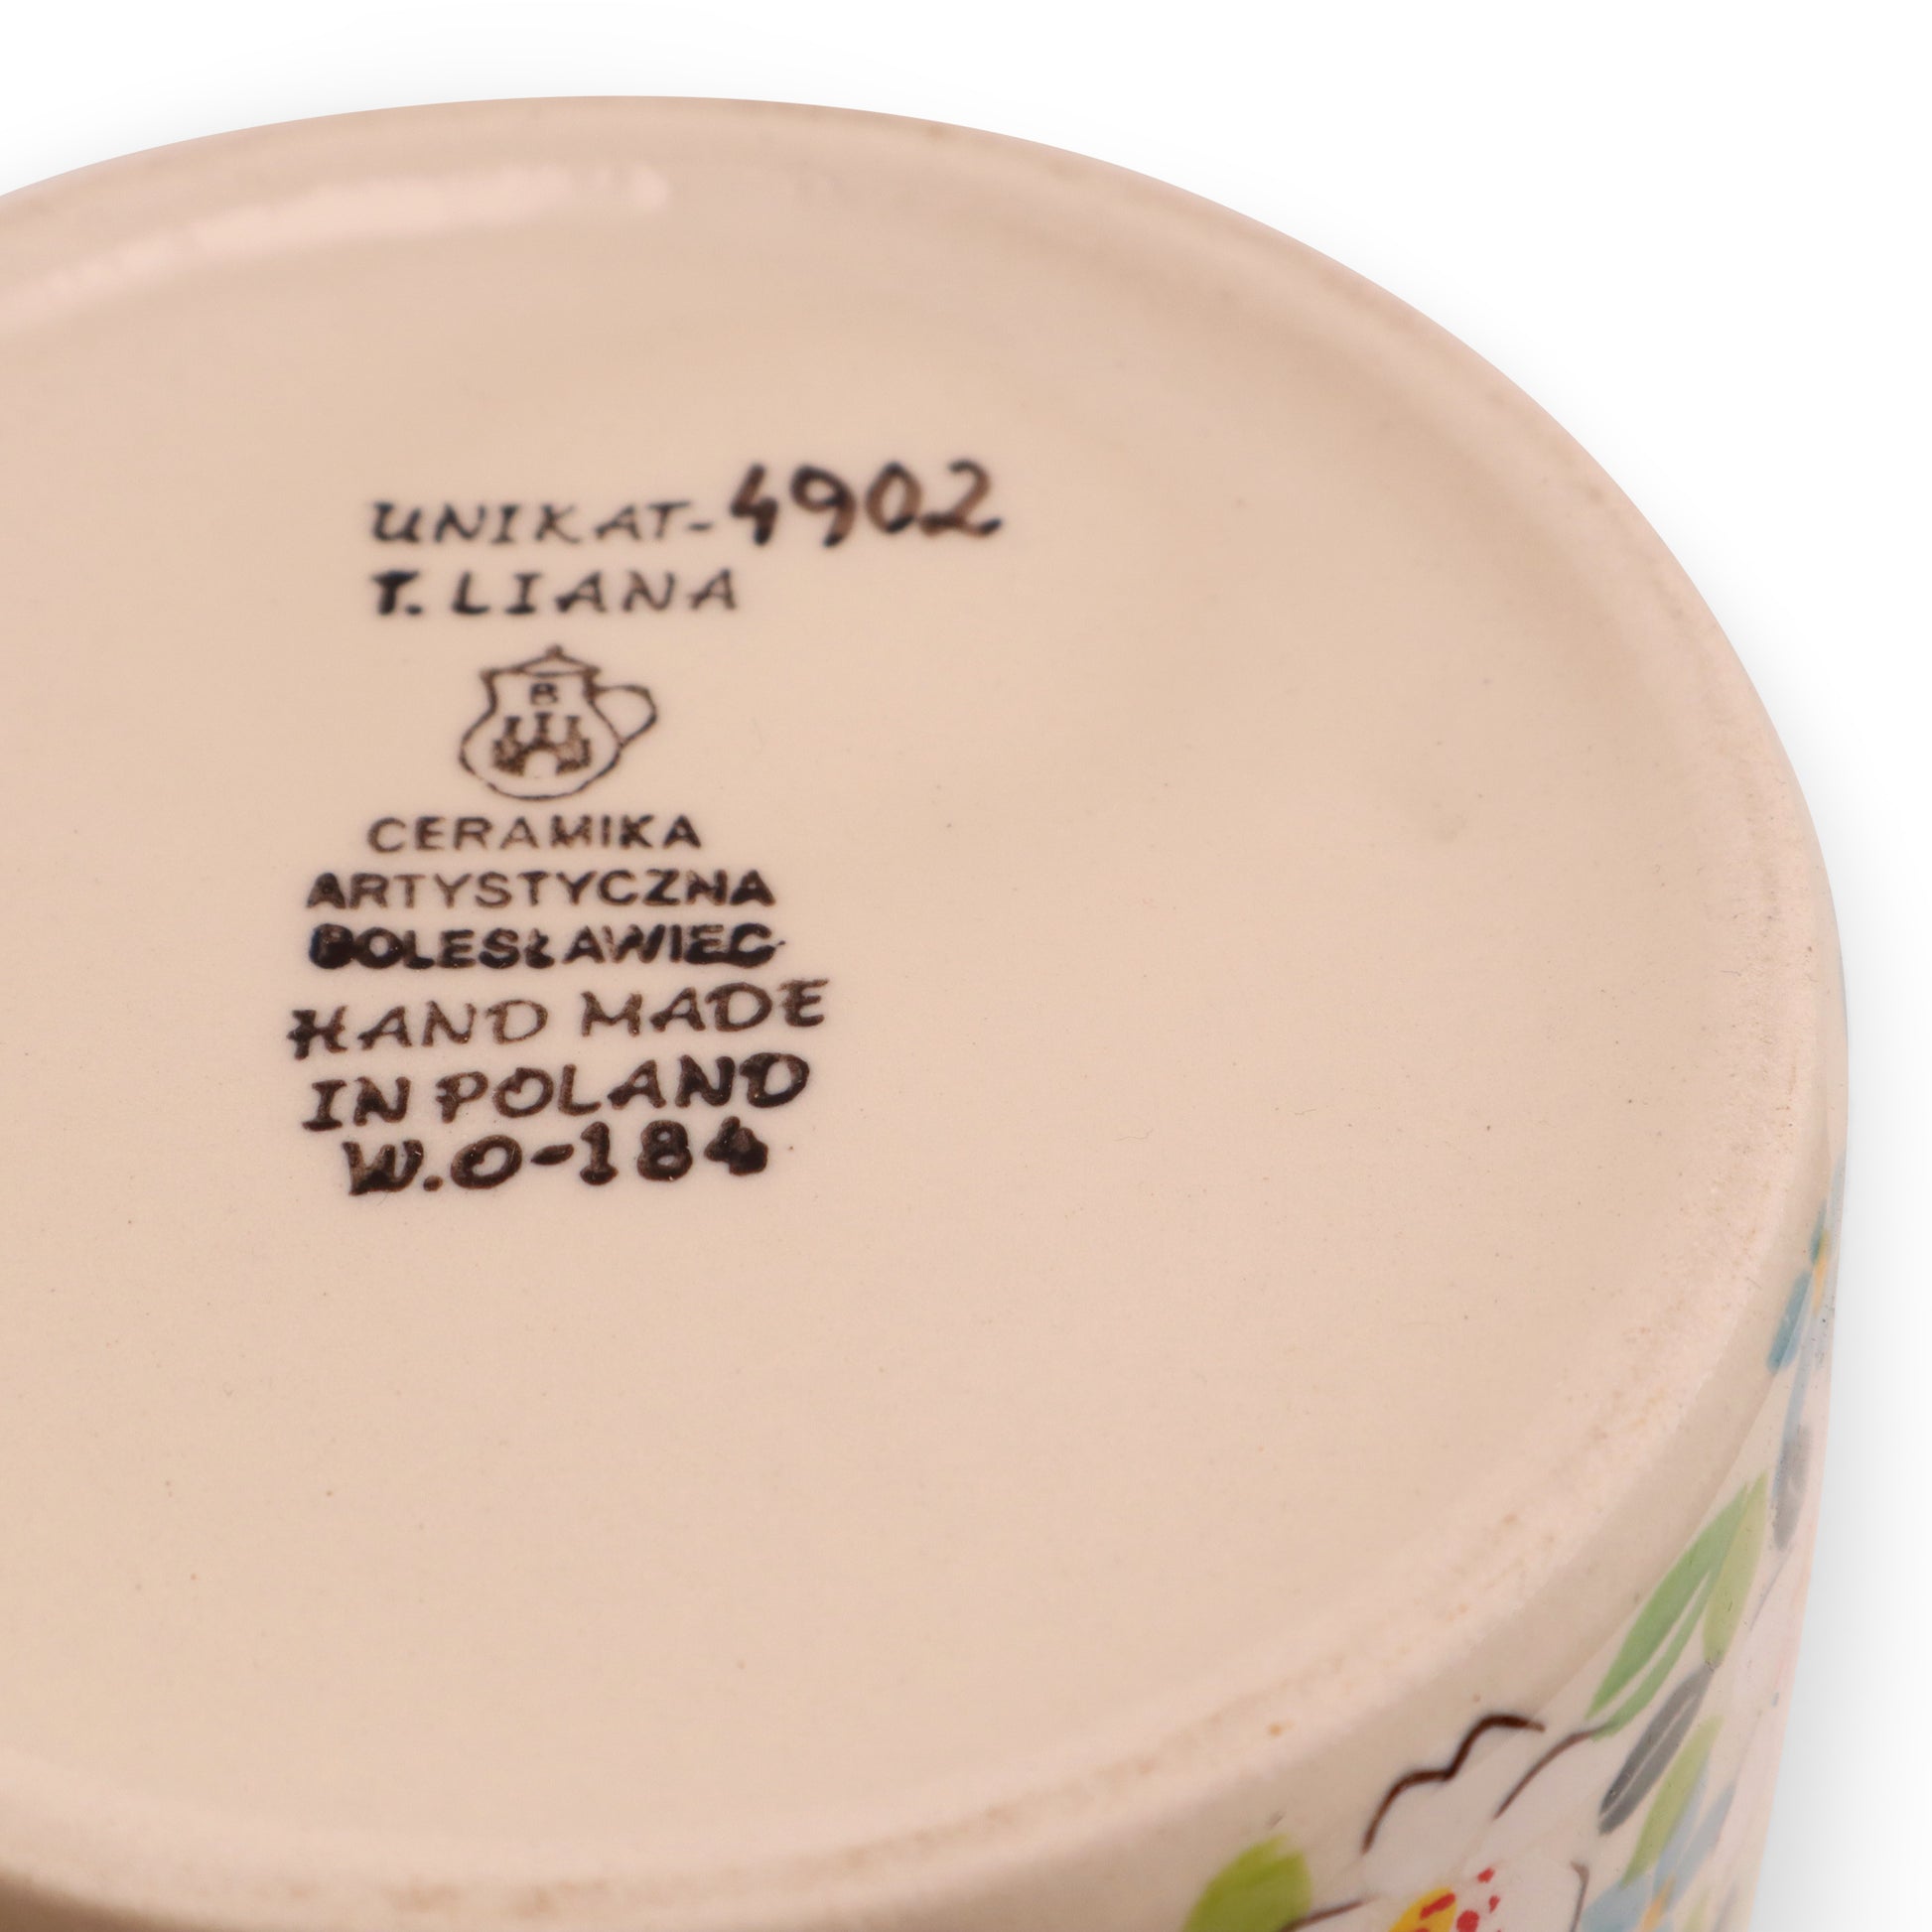 UNIKAT-4902
T. LIANA
B
CERAMIKA
ARTYSTYCZNA
BOLESŁAWIEC
HAND MADE
IN POLAND
W.O-184